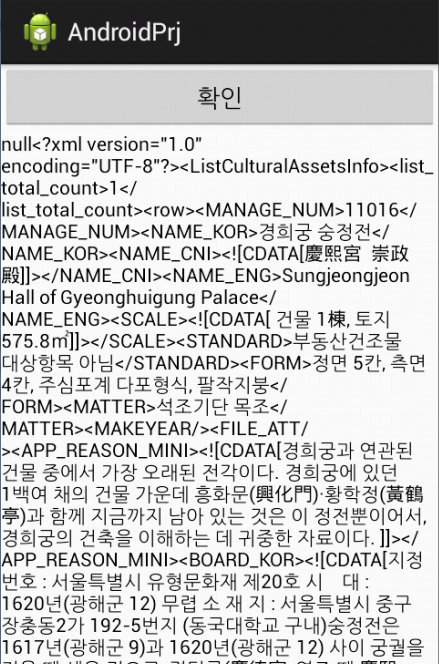 AndroidPrj
확인
null<?xml version="1.0"
encoding="UTF-8"?><ListCulturalAssetsInfo><list_
total_count>1</
list_total_count><row><MANAGE_NUM>11016</
MANAGE_NUM><NAME_KOR>경희궁 숭정전</
NAME_KOR><NAME_CNI><![CDATA[慶熙宮  崇政
殿]]></NAME_CNI><NAME_ENG>Sungjeongjeon
Hall of Gyeonghuigung Palace</
NAME_ENG><SCALE><![CDATA[ 건물 1棟, 토지
575.8㎡]]></SCALE><STANDARD>부동산건조물
대상항목 아님</STANDARD><FORM>정면 5칸, 측면
4칸, 주심포계 다포형식, 팔작지붕</
FORM><MATTER>석조기단 목조</
MATTER><MAKEYEAR/><FILE_ATT/
><APP_REASON_MINI><![CDATA[경희궁과 연관된
건물 중에서 가장 오래된 전각이다. 경희궁에 있던
1백여 채의 건물 가운데 흥화문(興化門)·황학정(黃鶴
亭)과 함께 지금까지 남아 있는 것은 이 정전뿐이어서,
경희궁의 건축을 이해하는 데 귀중한 자료이다. ]]></
APP_REASON_MINI><BOARD_KOR><![CDATA[지정
번호 : 서울특별시 유형문화재 제20호 시    대 :
1620년(광해군 12) 무렵 소 재 지 : 서울특별시 중구
장충동2가 192-5번지 (동국대학교 구내)숭정전은
1617년(광해군 9)과 1620년(광해군 12) 사이 궁궐을